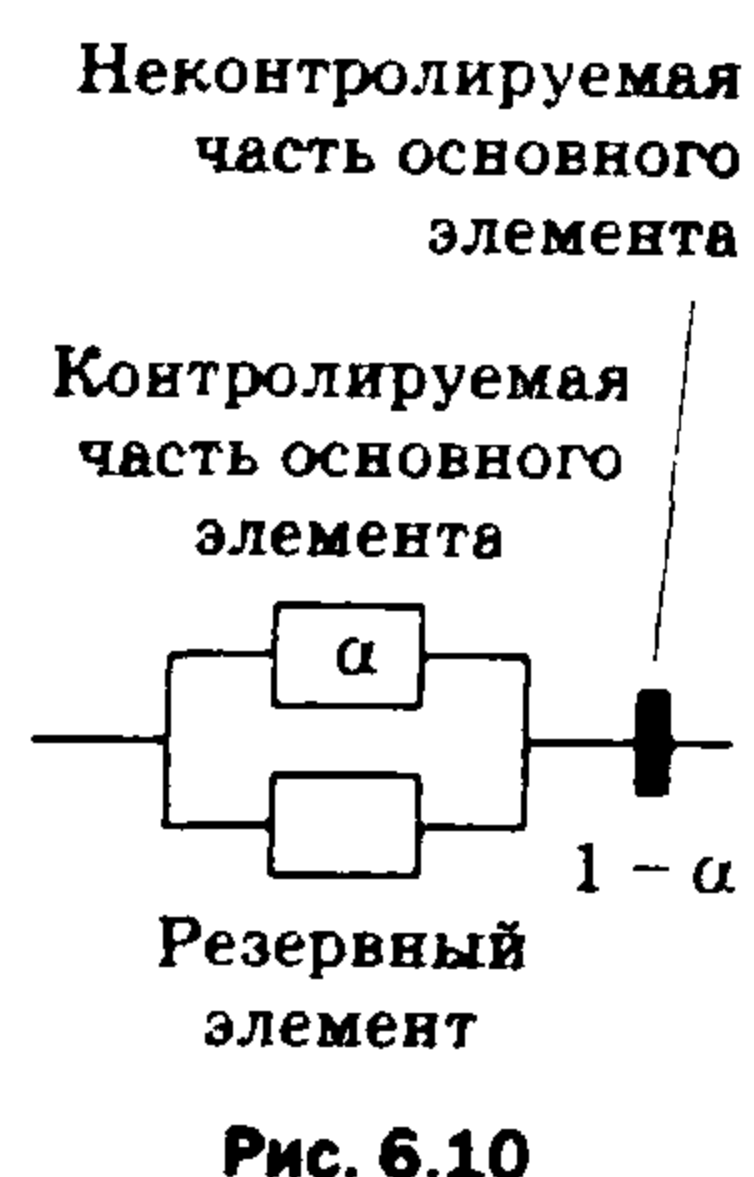 Неконтролируемая
часть основного
элемента
Контролируемая
часть основного
элемента
α
1 − α
Резервный
элемент
Рис. 6.10